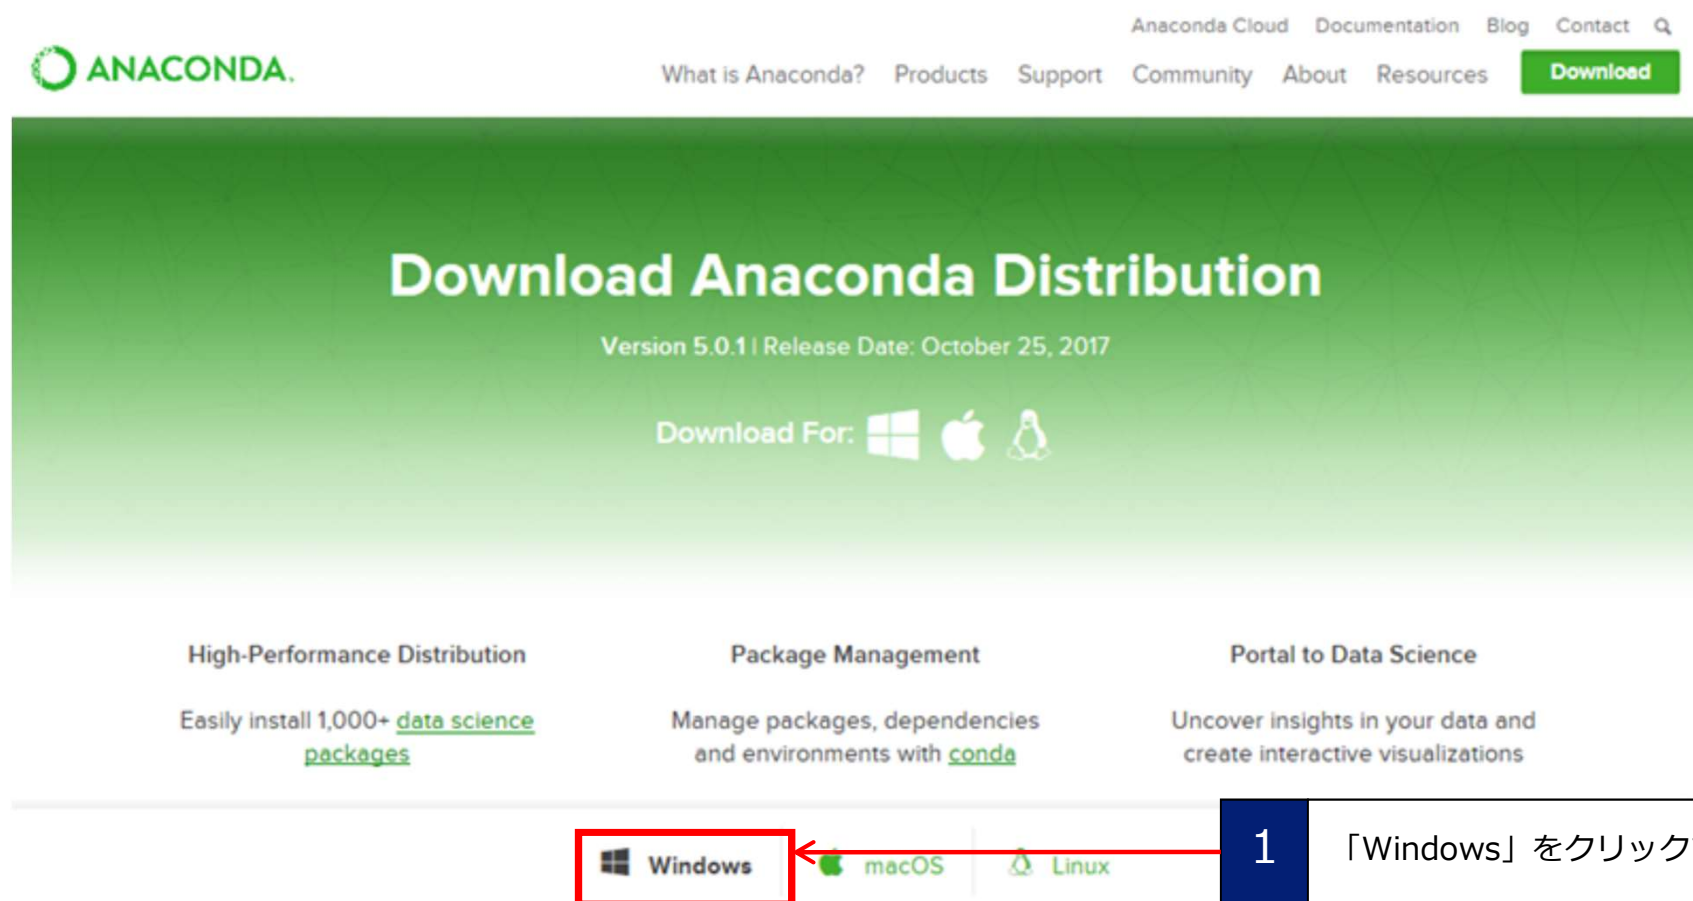 Anaconda Cloud Documentation Blog Contact
ANACONDA.
What is Anaconda? Products Support Community About Resources Download
Download Anaconda Distribution
Version 5.0.1 | Release Date: October 25, 2017
Download For:
High-Performance Distribution
Easily install 1,000+ data science
packages
Package Management
Manage packages, dependencies
and environments with conda
Portal to Data Science
Uncover insights in your data and
create interactive visualizations
Windows macOS Linux
1 「Windows」をクリック